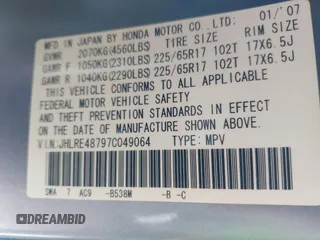 MFD. IN JAPAN BY HONDA MOTOR CO., LTD. 01/'07
GVWR 2070KG(4560LBS) TIRE SIZE RIM SIZE
GAWR F 1050KG(2310LBS) 225/65R17 102T 17X6.5J
GAWR R 1040KG(2290LBS) 225/65R17 102T 17X6.5J
THIS VEHICLE CONFORMS TO ALL APPLICABLE
FEDERAL MOTOR VEHICLE SAFETY
AND THEFT PREVENTION STANDARDS IN EFFECT ON
THE DATE OF MANUFACTURE SHOWN ABOVE.
V.I.N: JHLRE48797C049064 TYPE: MPV
SWA 7 AC9 -B538M -B -C
© DREAMBID